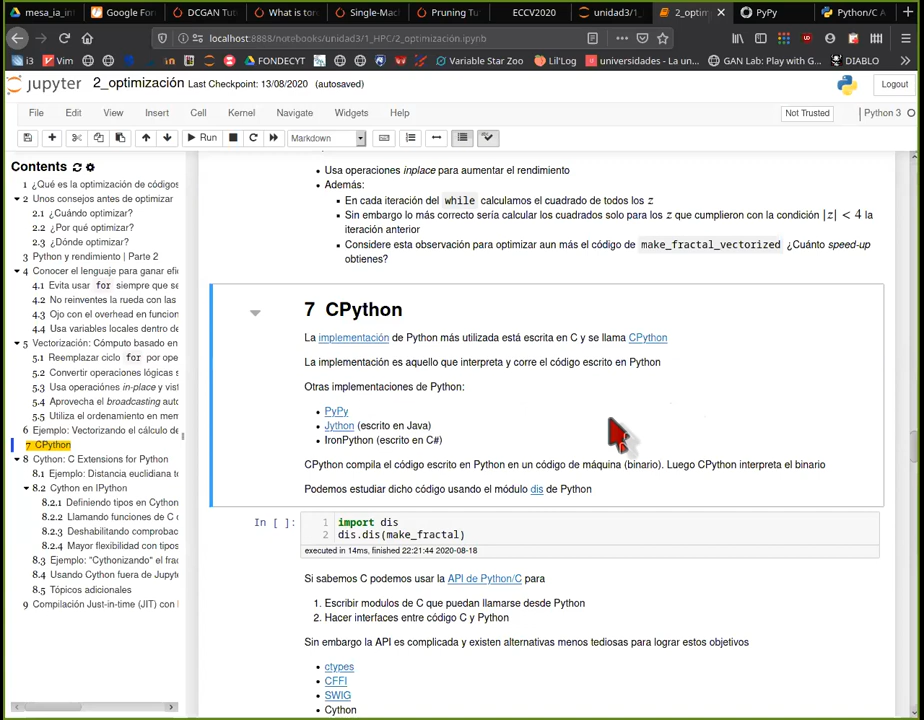 mesa_ia_in
Google For
DCGAN Tut
What is tor
Single-Mac
Pruning Tu
ECCV2020
unidad3/1_
2_optim
PyPy
Python/C A
localhost:8888/notebooks/unidad3/1_HPC/2_optimización.ipynb
i3
Vim
in
FONDECYT
Variable Star Zoo
Lil'Log
universidades - La un...
GAN Lab: Play with G...
DIABLO
jupyter 2_optimización Last Checkpoint: 13/08/2020 (autosaved)
Logout
File Edit View Insert Cell Kernel Navigate Widgets Help
Not Trusted
Python 3
Run
Markdown
Contents
1 ¿Qué es la optimización de códigos
2 Unos consejos antes de optimizar
2.1 ¿Cuándo optimizar?
2.2 ¿Por qué optimizar?
2.3 ¿Dónde optimizar?
3 Python y rendimiento | Parte 2
4 Conocer el lenguaje para ganar efic
4.1 Evita usar for siempre que se
4.2 No reinventes la rueda con las
4.3 Ojo con el overhead en funcion
4.4 Usa variables locales dentro de
5 Vectorización: Cómputo basado en
5.1 Reemplazar ciclo for por ope
5.2 Convertir operaciones lógicas
5.3 Usa operaciónes in-place y vist
5.4 Aprovecha el broadcasting auto
5.5 Utiliza el ordenamiento en mem
6 Ejemplo: Vectorizando el cálculo de
7 CPython
8 Cython: C Extensions for Python
8.1 Ejemplo: Distancia euclidiana t
8.2 Cython en IPython
8.2.1 Definiendo tipos en Cython
8.2.2 Llamando funciones de C d
8.2.3 Deshabilitando comprobac
8.2.4 Mayor flexibilidad con tipos
8.3 Ejemplo: "Cythonizando" el frac
8.4 Usando Cython fuera de Jupyte
8.5 Tópicos adicionales
9 Compilación Just-in-time (JIT) con
Usa operaciones inplace para aumentar el rendimiento
Además:
En cada iteración del while calculamos el cuadrado de todos los z
Sin embargo lo más correcto sería calcular los cuadrados solo para los z que cumplieron con la condición |z| < 4 la
iteración anterior
Considere esta observación para optimizar aun más el código de make_fractal_vectorized ¿Cuánto speed-up
obtienes?
7 CPython
La implementación de Python más utilizada está escrita en C y se llama CPython
La implementación es aquello que interpreta y corre el código escrito en Python
Otras implementaciones de Python:
PyPy
Jython (escrito en Java)
IronPython (escrito en C#)
CPython compila el código escrito en Python en un código de máquina (binario). Luego CPython interpreta el binario
Podemos estudiar dicho código usando el módulo dis de Python
In [ ]:
1 import dis
2 dis.dis(make_fractal)
executed in 14ms, finished 22:21:44 2020-08-18
Si sabemos C podemos usar la API de Python/C para
1. Escribir modulos de C que puedan llamarse desde Python
2. Hacer interfaces entre código C y Python
Sin embargo la API es complicada y existen alternativas menos tediosas para lograr estos objetivos
ctypes
CFFI
SWIG
Cython